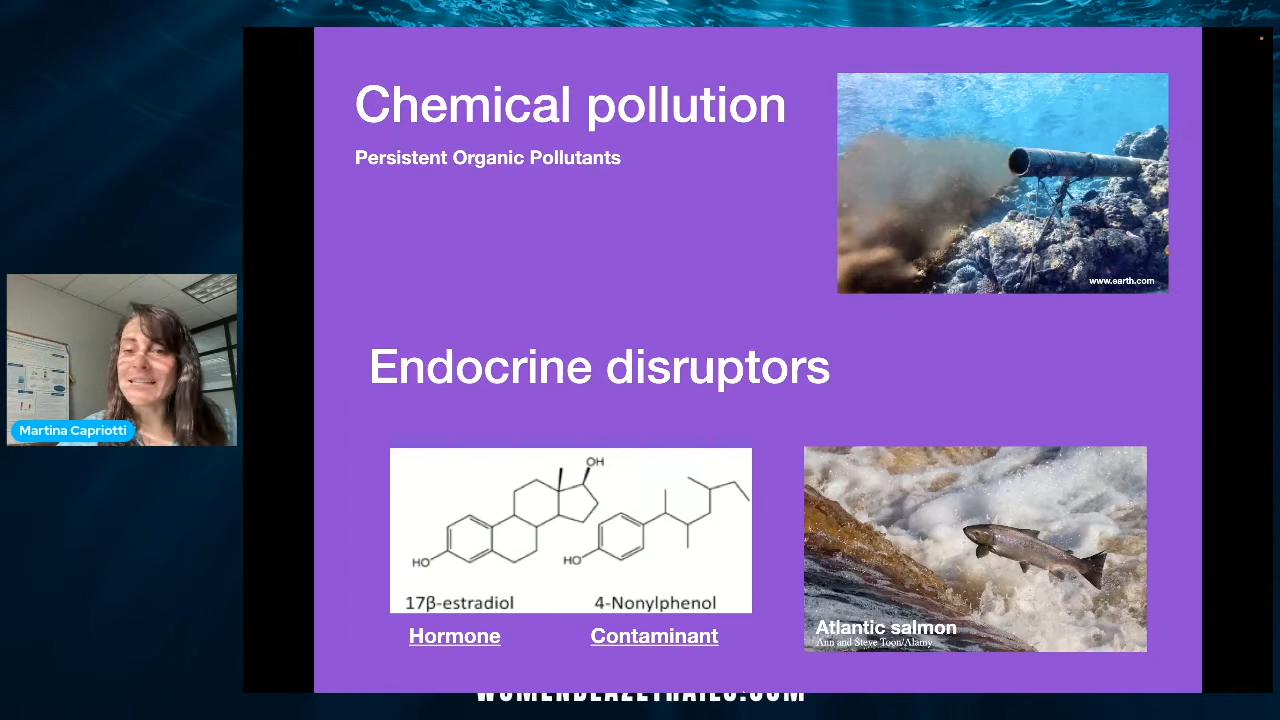 Chemical pollution
Persistent Organic Pollutants
www.earth.com
Martina Capriotti
Endocrine disruptors
OH
HO
HO
17β-estradiol 4-Nonylphenol
Hormone Contaminant
Atlantic salmon
Ann and Steve Toon/Alamy
WOMENBLAZETRAILS.COM